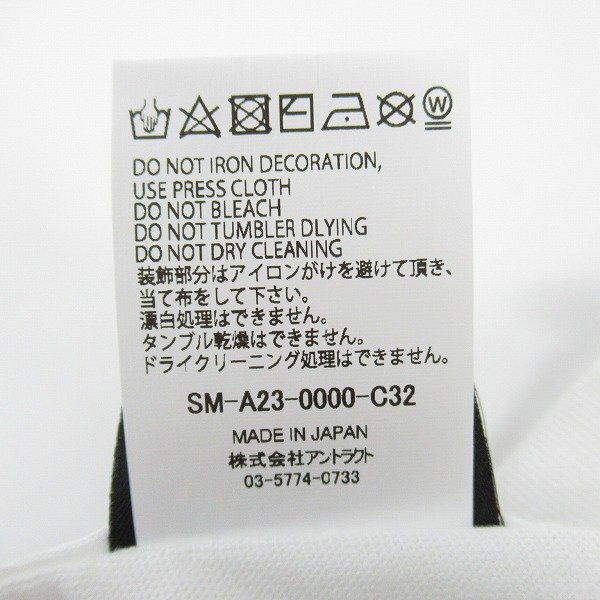 W
DO NOT IRON DECORATION,
USE PRESS CLOTH
DO NOT BLEACH
DO NOT TUMBLER DLYING
DO NOT DRY CLEANING
装飾部分はアイロンがけを避けて頂き、
当て布をして下さい。
漂白処理はできません。
タンブル乾燥はできません。
ドライクリーニング処理はできません。
SM-A23-0000-C32
MADE IN JAPAN
株式会社アントラクト
03-5774-0733